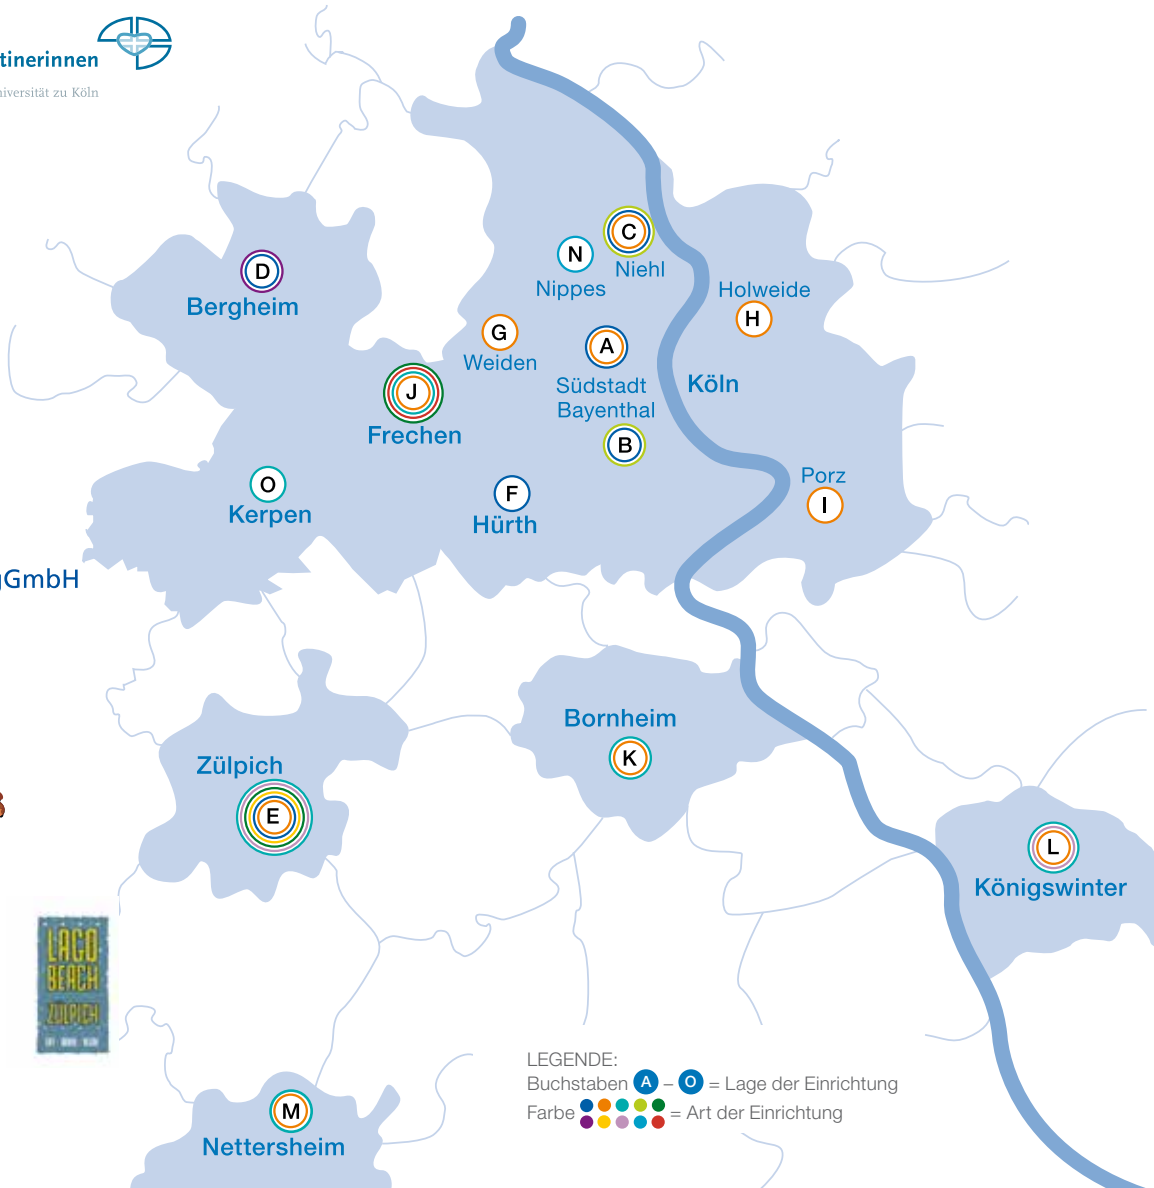 tinerinnen
niversität zu Köln
C
N
Niehl
D
Nippes
Holweide
Bergheim
H
G
A
Weiden
Südstadt
Köln
J
Bayenthal
Frechen
B
Porz
O
F
I
Kerpen
Hürth
gGmbH
Bornheim
K
Zülpich
E
L
Königswinter
LAGO
BEACH
ZÜLPICH
LEGENDE:
Buchstaben A – O = Lage der Einrichtung
Farbe = Art der Einrichtung
M
Nettersheim